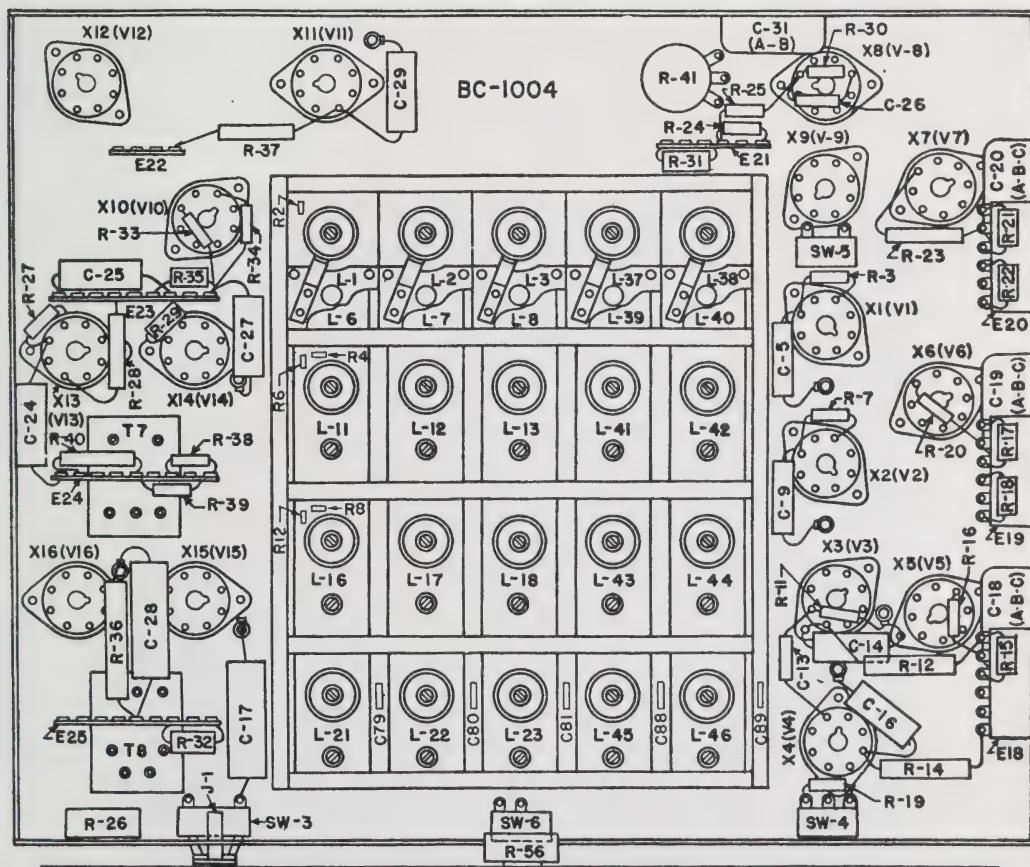 X12(V12)
X11(V11)
C-29
BC-1004
C-31
(A-B)
R-30
X8(V-8)
R-41
R-25
C-26
R-24
E22
R-37
R-31
E21
X9(V-9)
X7(V7)
C-20
(A-B-C)
X10(V10)
R-33
R-34
R2
SW-5
R-23
R-21
R-27
C-25
R-35
L-1
L-2
L-3
L-37
L-38
R-3
R-22
E23
R-29
C-27
L-6
L-7
L-8
L-39
L-40
X1(V1)
E20
C-5
R-28
X13
(V13)
X14(V14)
R4
R6
X6(V6)
C-19
(A-B-C)
C-24
T7
R-40
R-38
L-11
L-12
L-13
L-41
L-42
R-7
R-17
R-20
E24
R-39
C-9
X2(V2)
R-18
R8
R12
E19
X16(V16)
X15(V15)
X3(V3)
X5(V5)
R-16
R-11
C-18
(A-B-C)
L-16
L-17
L-18
L-43
L-44
R-36
C-28
C-13
C-14
R-12
R-15
C-17
C-16
E25
T8
R-32
L-21
C79
L-22
C80
L-23
C81
L-45
C88
L-46
C89
X4(V4)
E18
R-14
J-1
R-19
R-26
SW-3
SW-6
SW-4
R-56